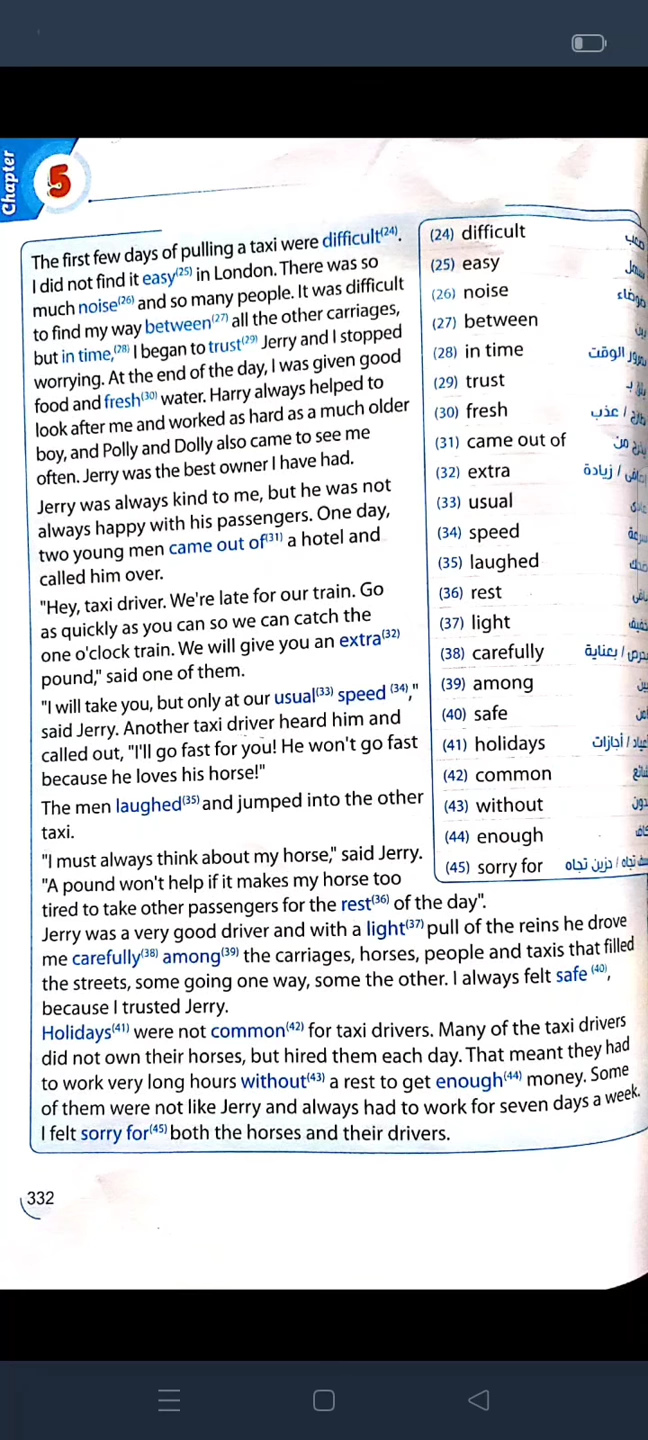 Chapter
5
The first few days of pulling a taxi were difficult(24).
I did not find it easy(25) in London. There was so
much noise(26) and so many people. It was difficult
to find my way between(27) all the other carriages,
but in time,(28) I began to trust(29) Jerry and I stopped
worrying. At the end of the day, I was given good
food and fresh(30) water. Harry always helped to
look after me and worked as hard as a much older
boy, and Polly and Dolly also came to see me
often. Jerry was the best owner I have had.
Jerry was always kind to me, but he was not
always happy with his passengers. One day,
two young men came out of(31) a hotel and
called him over.
"Hey, taxi driver. We're late for our train. Go
as quickly as you can so we can catch the
one o'clock train. We will give you an extra(32)
pound," said one of them.
"I will take you, but only at our usual(33) speed (34),"
said Jerry. Another taxi driver heard him and
called out, "I'll go fast for you! He won't go fast
because he loves his horse!"
The men laughed(35) and jumped into the other
taxi.
"I must always think about my horse," said Jerry.
"A pound won't help if it makes my horse too
tired to take other passengers for the rest(36) of the day".
Jerry was a very good driver and with a light(37) pull of the reins he drove
me carefully(38) among(39) the carriages, horses, people and taxis that filled
the streets, some going one way, some the other. I always felt safe (40),
because I trusted Jerry.
Holidays(41) were not common(42) for taxi drivers. Many of the taxi drivers
did not own their horses, but hired them each day. That meant they had
to work very long hours without(43) a rest to get enough(44) money. Some
of them were not like Jerry and always had to work for seven days a week.
I felt sorry for(45) both the horses and their drivers.
(24) difficult صعب
(25) easy سهل
(26) noise ضوضاء
(27) between
(28) in time بمرور الوقت
(29) trust
(30) fresh / عذب
(31) came out of من
(32) extra / زيادة
(33) usual
(34) speed
(35) laughed
(36) rest
(37) light
(38) carefully / بعناية
(39) among
(40) safe
(41) holidays / أجازات
(42) common
(43) without
(44) enough
(45) sorry for / حزين تجاه
332